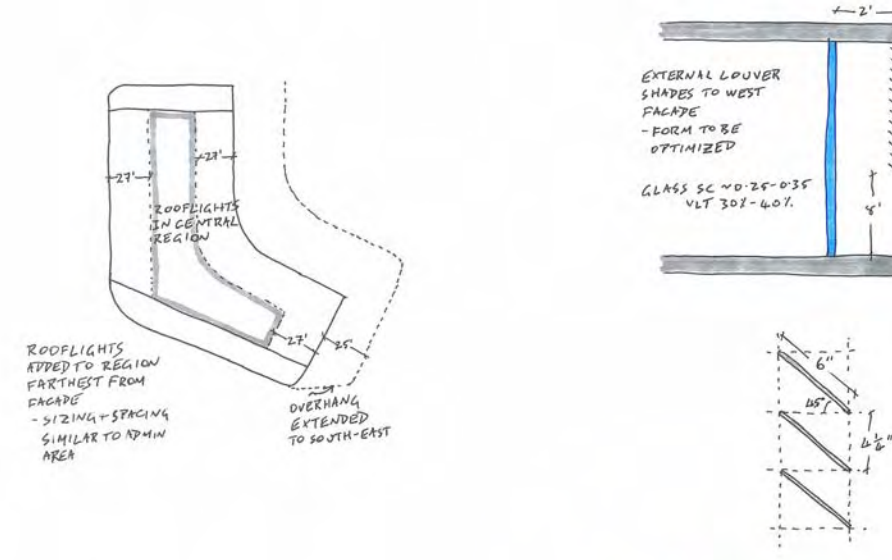 27'
27'
ROOFLIGHTS
IN CENTRAL
REGION
27'
25'
ROOFLIGHTS
ADDED TO REGION
FARTHEST FROM
FACADE
- SIZING + SPACING
SIMILAR TO ADMIN
AREA
OVERHANG
EXTENDED
TO SOUTH-EAST
2'
EXTERNAL LOUVER
SHADES TO WEST
FACADE
- FORM TO BE
OPTIMIZED
GLASS SC ~0.25-0.35
VLT 30%-40%
8'
6"
45°
4¼"